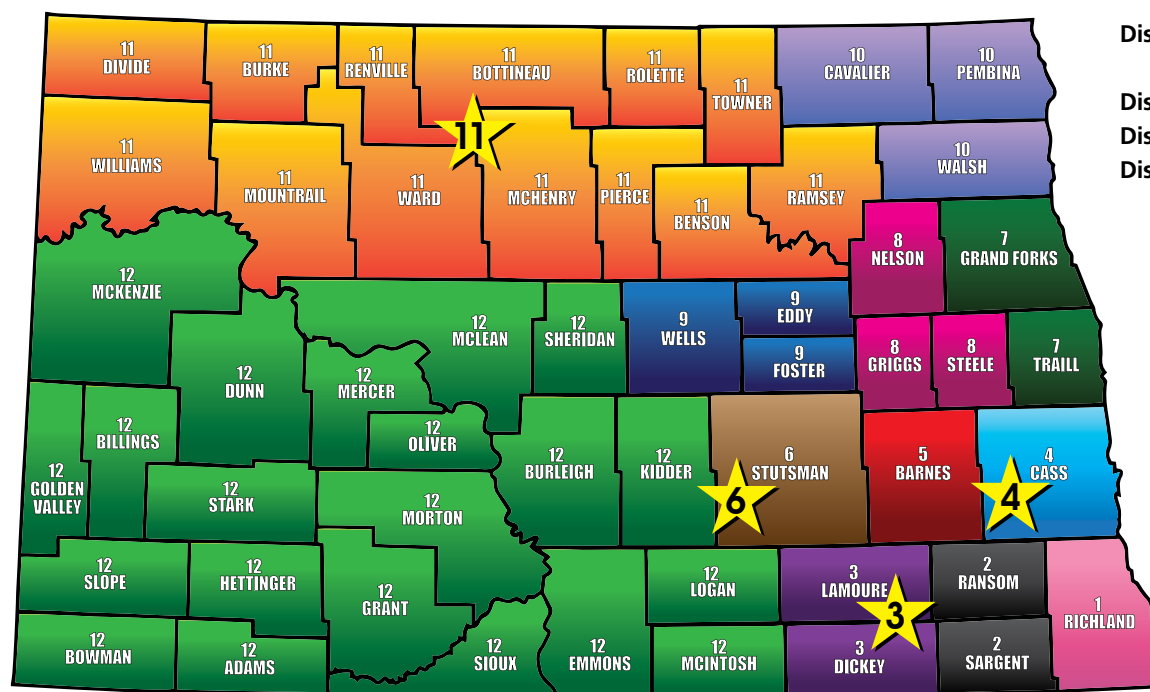 11
DIVIDE
11
BURKE
11
RENVILLE
11
BOTTINEAU
11
ROLETTE
11
TOWNER
10
CAVALIER
10
PEMBINA
Dis
Dis
Dis
Dis
11
WILLIAMS
11
MOUNTRAIL
11
11
WARD
11
MCHENRY
11
PIERCE
11
BENSON
11
RAMSEY
10
WALSH
8
NELSON
7
GRAND FORKS
12
MCKENZIE
12
DUNN
12
MCLEAN
12
SHERIDAN
9
WELLS
9
EDDY
9
FOSTER
8
GRIGGS
8
STEELE
7
TRAILL
12
MERCER
12
OLIVER
12
GOLDEN
VALLEY
12
BILLINGS
12
STARK
12
MORTON
12
BURLEIGH
12
KIDDER
6
STUTSMAN
6
5
BARNES
4
CASS
4
12
SLOPE
12
HETTINGER
12
GRANT
12
BOWMAN
12
ADAMS
12
SIOUX
12
EMMONS
12
LOGAN
12
MCINTOSH
3
LAMOURE
3
3
DICKEY
2
RANSOM
2
SARGENT
1
RICHLAND